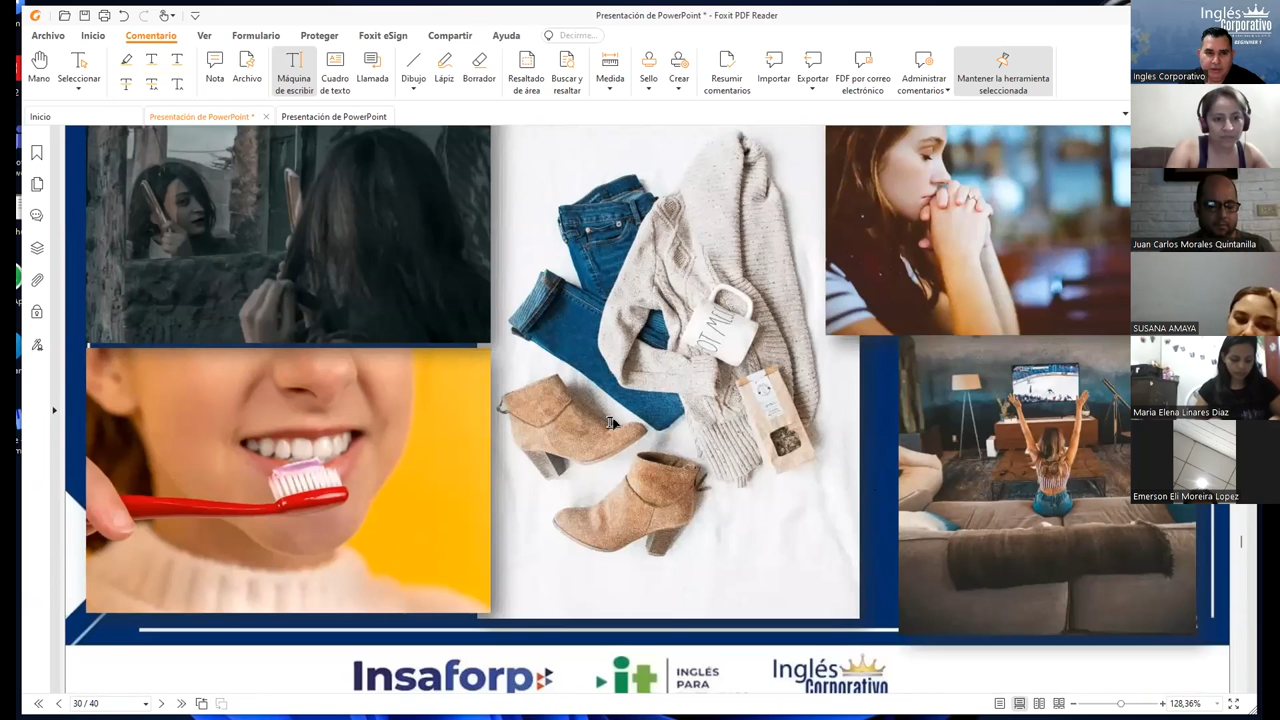 Presentación de PowerPoint * - Foxit PDF Reader
Archivo Inicio Comentario Ver Formulario Proteger Foxit eSign Compartir Ayuda Decirme...
Mano Seleccionar Nota Archivo Máquina de escribir Cuadro de texto Llamada Dibujo Lápiz Borrador Resaltado de área Buscar y resaltar Medida Sello Crear Resumir comentarios Importar Exportar FDF por correo electrónico Administrar comentarios Mantener la herramienta seleccionada
Inicio Presentación de PowerPoint * Presentación de PowerPoint
Inglés
Corporativo
BEGINNER 1
Ingles Corporativo
Juan Carlos Morales Quintanilla
SUSANA AMAYA
Maria Elena Linares Diaz
Emerson Eli Moreira Lopez
Insaforp
it
INGLÉS
PARA
Inglés
Corporativo
30 / 40
128,36%